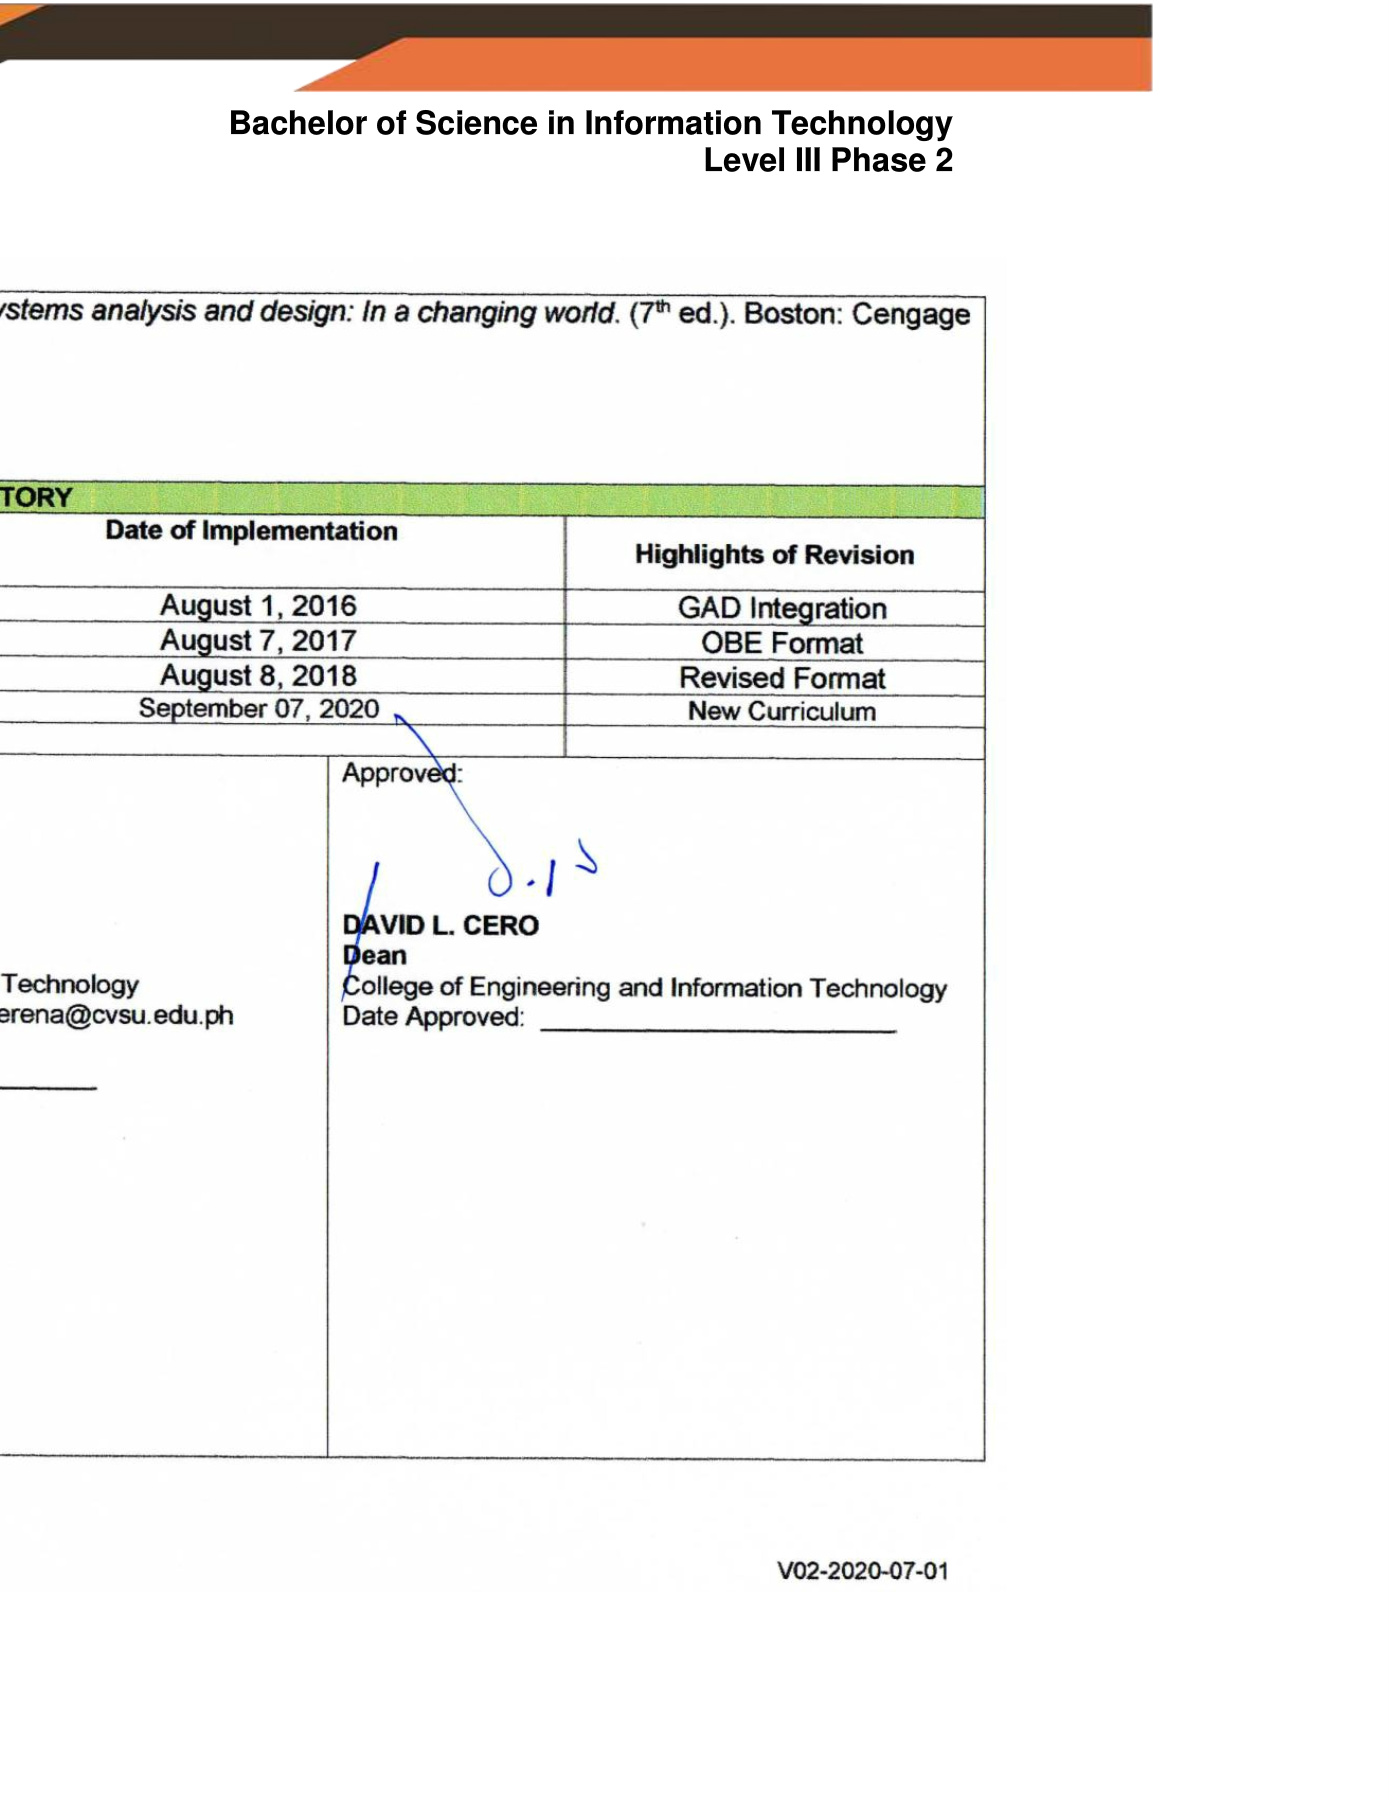 Bachelor of Science in Information Technology
Level III Phase 2
ystems analysis and design: In a changing world. (7th ed.). Boston: Cengage
TORY
Date of Implementation
Highlights of Revision
August 1, 2016 GAD Integration
August 7, 2017 OBE Format
August 8, 2018 Revised Format
September 07, 2020 New Curriculum
Approved:
DAVID L. CERO
Dean
Technology College of Engineering and Information Technology
erena@cvsu.edu.ph Date Approved:
V02-2020-07-01